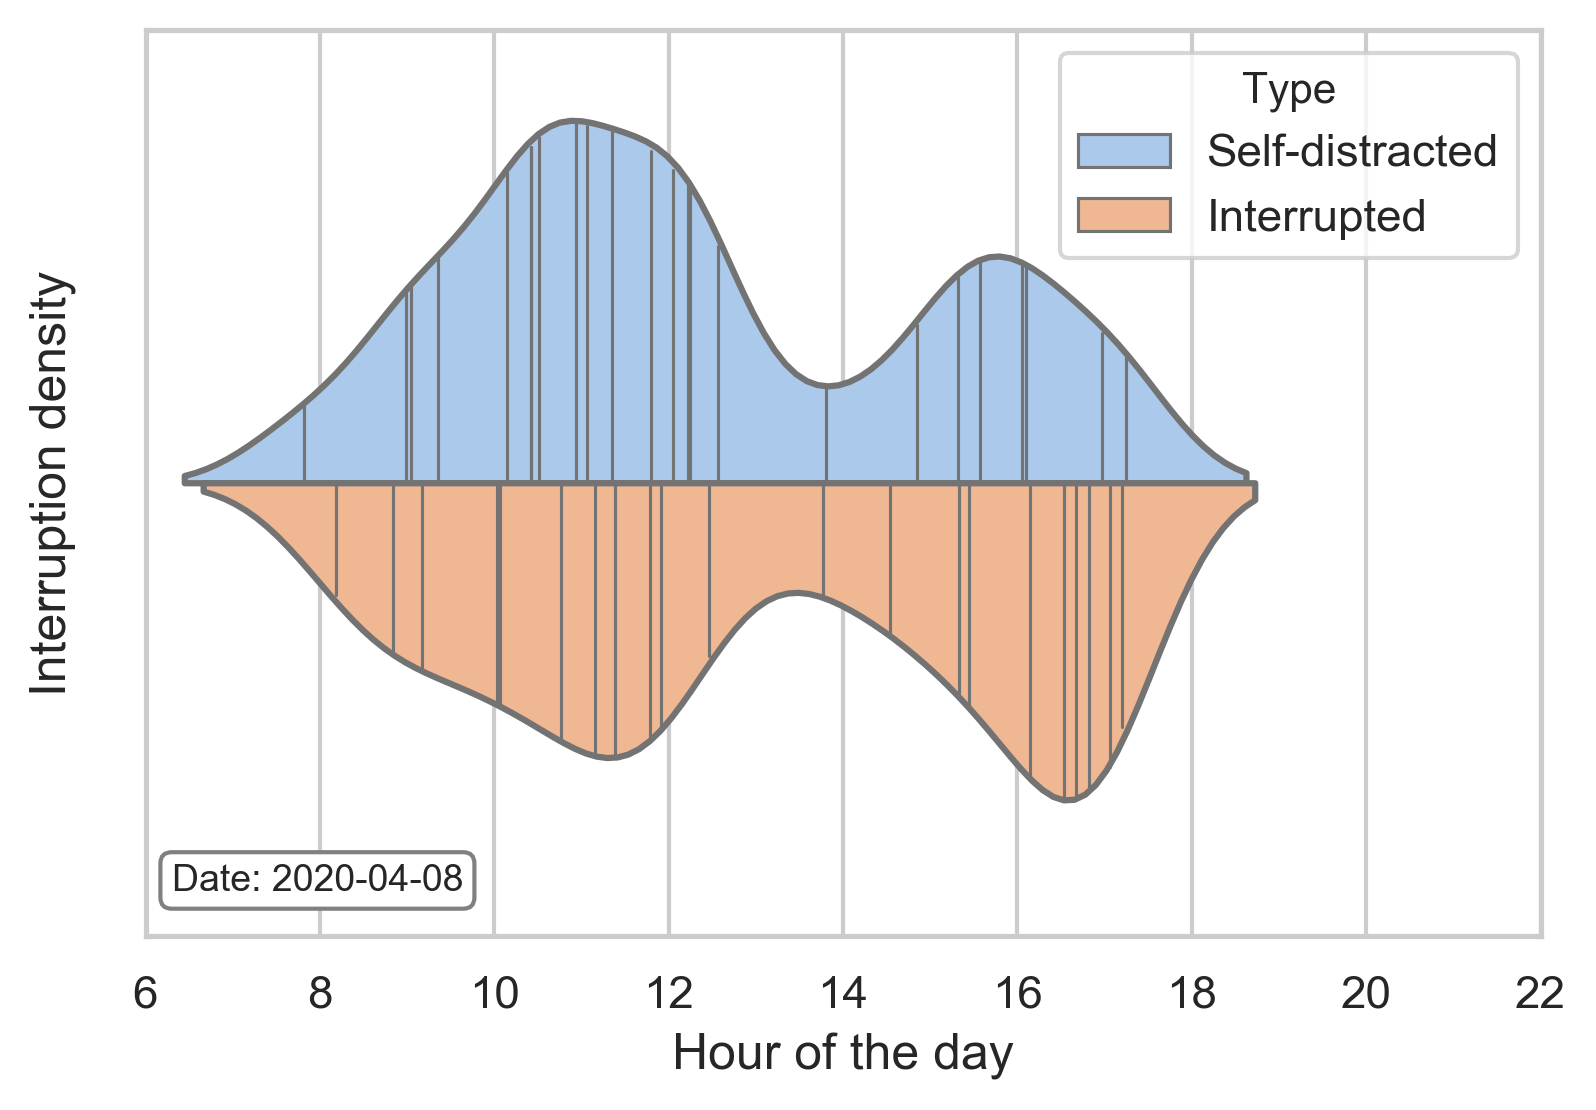 Type
Self-distracted
Interrupted
Interruption density
Date: 2020-04-08
6 8 10 12 14 16 18 20 22
Hour of the day